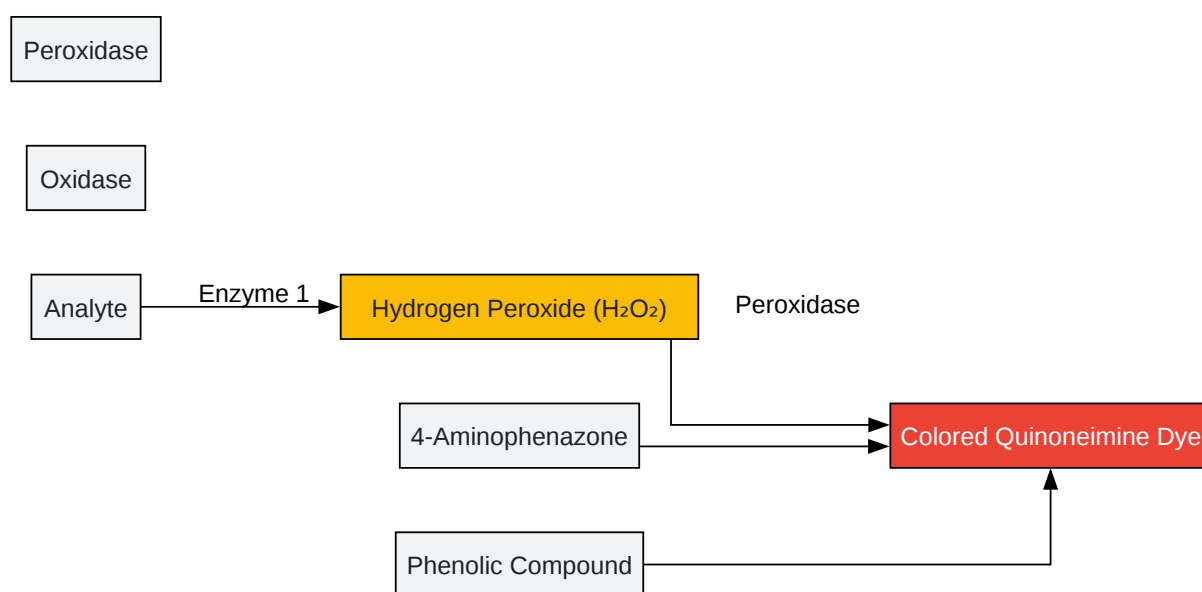 Peroxidase
Oxidase
Analyte
Enzyme 1
Hydrogen Peroxide (H₂O₂)
Peroxidase
4-Aminophenazone
Colored Quinoneimine Dye
Phenolic Compound